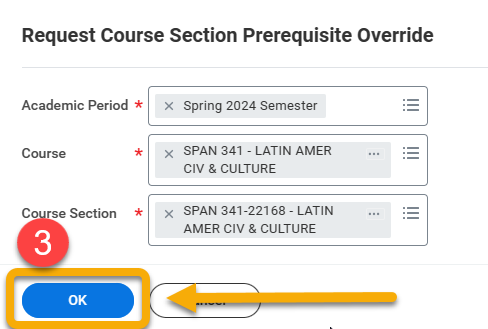 Request Course Section Prerequisite Override
Academic Period * × Spring 2024 Semester
Course * × SPAN 341 - LATIN AMER
CIV & CULTURE
Course Section * × SPAN 341-22168 - LATIN
AMER CIV & CULTURE
3
OK